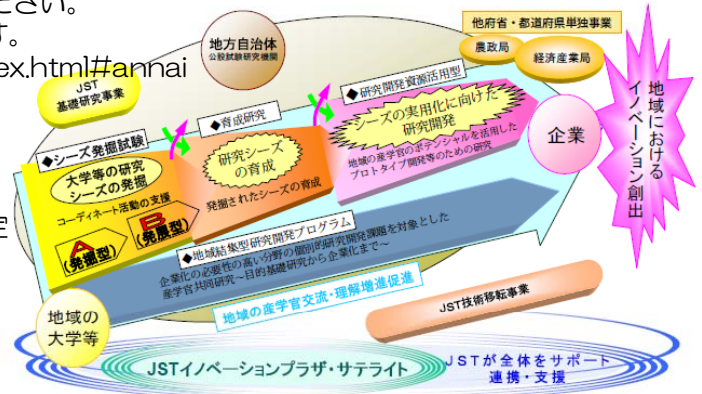 ださい。
す。
ex.html#annai
定
他府省・都道府県単独事業
農政局
経済産業局
地方自治体
公設試験研究機関
JST
基礎研究事業
◆研究開発資源活用型
◆育成研究
◆シーズ発掘試験
シーズの実用化に向けた
研究開発
地域の産学官のポテンシャルを活用した
プロトタイプ開発等のための研究
研究シーズ
の育成
発掘されたシーズの育成
大学等の研究
シーズの発掘
コーディネート活動の支援
A
(発掘型)
B
(発展型)
企業
地域における
イノベーション創出
◆地域結集型研究開発プログラム
企業化の必要性の高い分野の個別的研究開発課題を対象とした
産学官共同研究～目的基礎研究から企業化まで～
地域の産学官交流・理解増進促進
JST技術移転事業
地域の
大学等
JSTイノベーションプラザ・サテライト
JSTが全体をサポート
連携・支援